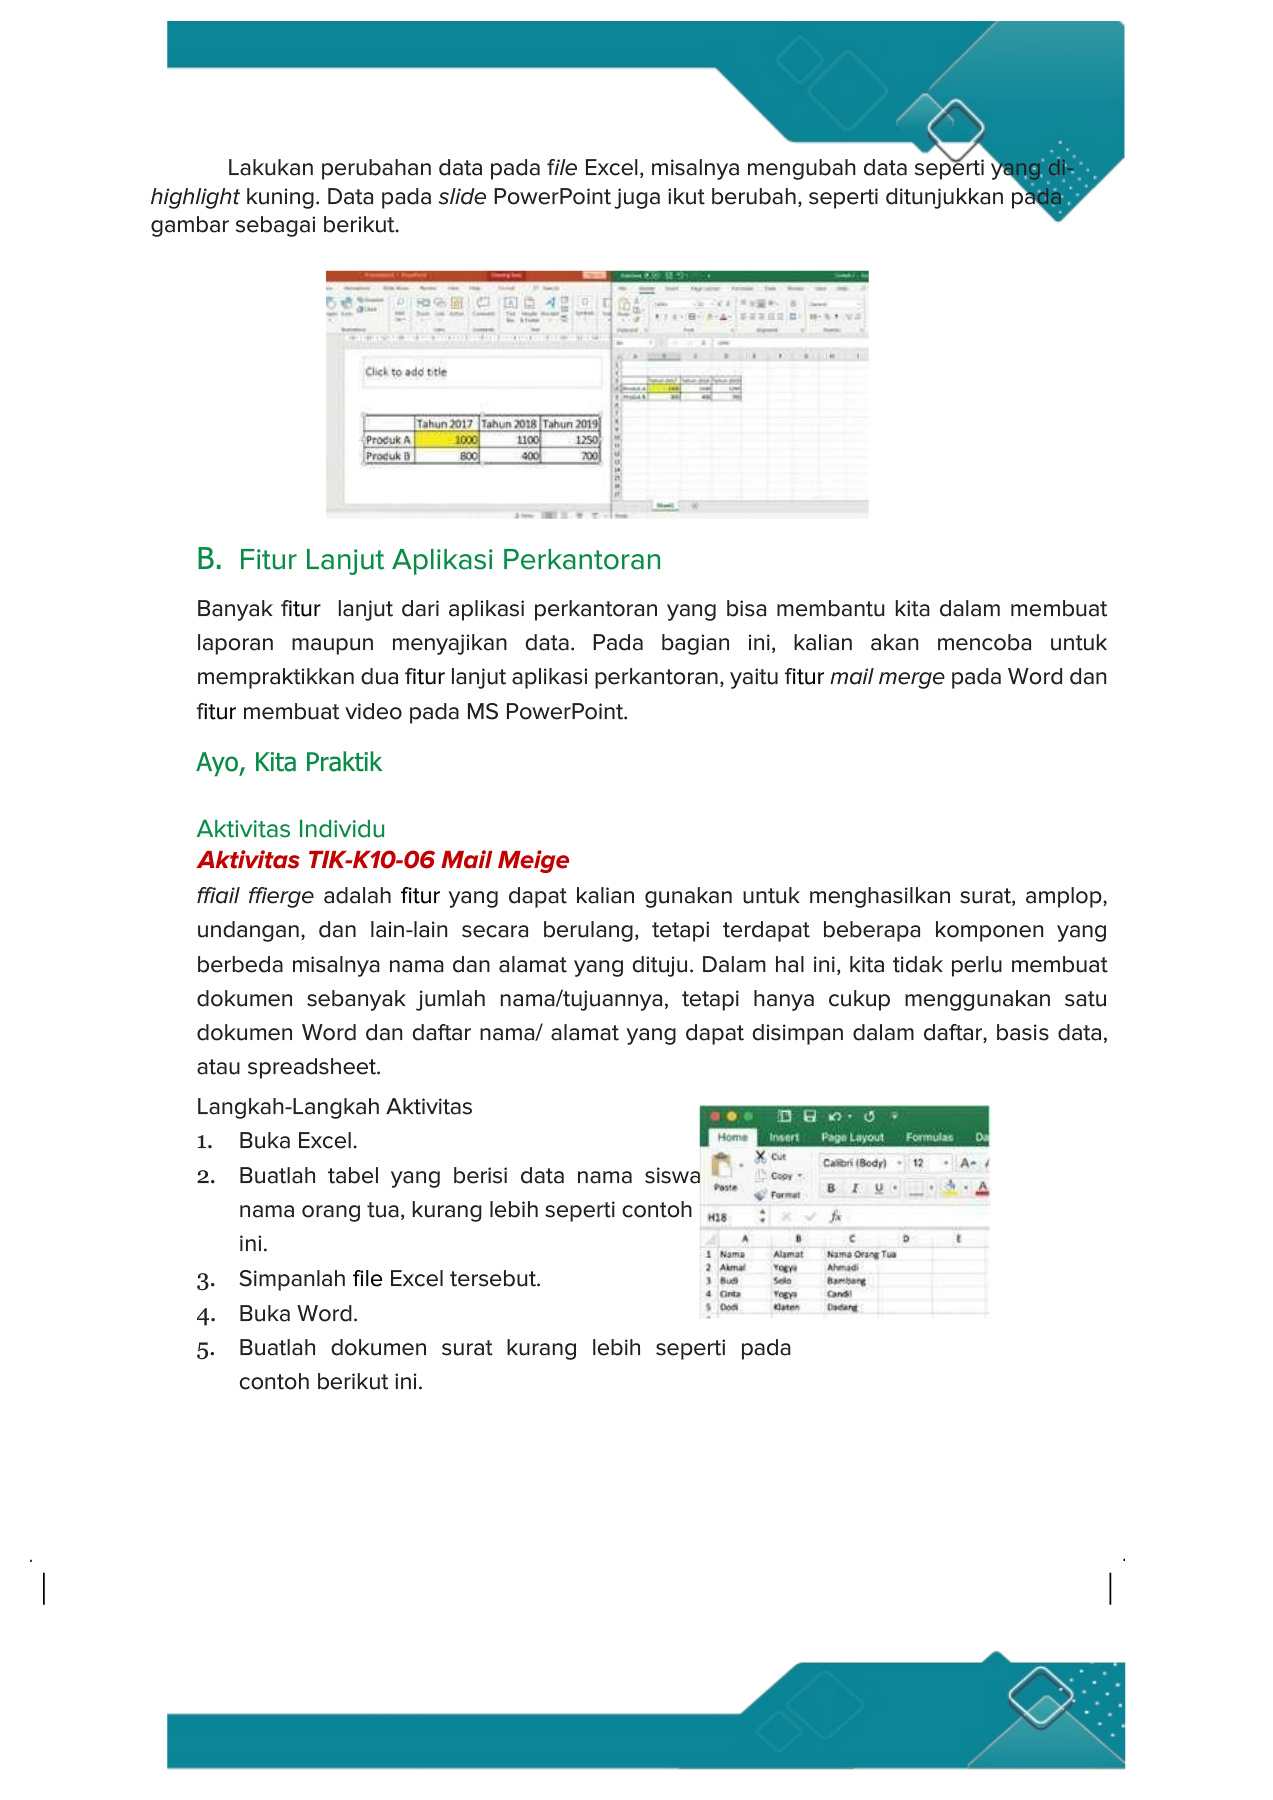 Lakukan perubahan data pada file Excel, misalnya mengubah data seperti yang di-
highlight kuning. Data pada slide PowerPoint juga ikut berubah, seperti ditunjukkan pada
gambar sebagai berikut.
Click to add title
Tahun 2017 Tahun 2018 Tahun 2019
Produk A 1000 1100 1250
Produk B 800 400 700
B. Fitur Lanjut Aplikasi Perkantoran
Banyak fitur lanjut dari aplikasi perkantoran yang bisa membantu kita dalam membuat
laporan maupun menyajikan data. Pada bagian ini, kalian akan mencoba untuk
mempraktikkan dua fitur lanjut aplikasi perkantoran, yaitu fitur mail merge pada Word dan
fitur membuat video pada MS PowerPoint.
Ayo, Kita Praktik
Aktivitas Individu
Aktivitas TIK-K10-06 Mail Meige
ffiail ffierge adalah fitur yang dapat kalian gunakan untuk menghasilkan surat, amplop,
undangan, dan lain-lain secara berulang, tetapi terdapat beberapa komponen yang
berbeda misalnya nama dan alamat yang dituju. Dalam hal ini, kita tidak perlu membuat
dokumen sebanyak jumlah nama/tujuannya, tetapi hanya cukup menggunakan satu
dokumen Word dan daftar nama/ alamat yang dapat disimpan dalam daftar, basis data,
atau spreadsheet.
Langkah-Langkah Aktivitas
1. Buka Excel.
2. Buatlah tabel yang berisi data nama siswa
nama orang tua, kurang lebih seperti contoh
ini.
3. Simpanlah file Excel tersebut.
4. Buka Word.
5. Buatlah dokumen surat kurang lebih seperti pada
contoh berikut ini.
Home Insert Page Layout Formulas Da
Cut
Copy
Format
Paste
Calibri (Body) 12 A
B I U A
H18 fx
A B C D E
1 Nama Alamat Nama Orang Tua
2 Akmal Yogya Ahmadi
3 Budi Solo Bambang
4 Cinta Yogya Candil
5 Dodi Klaten Dadang